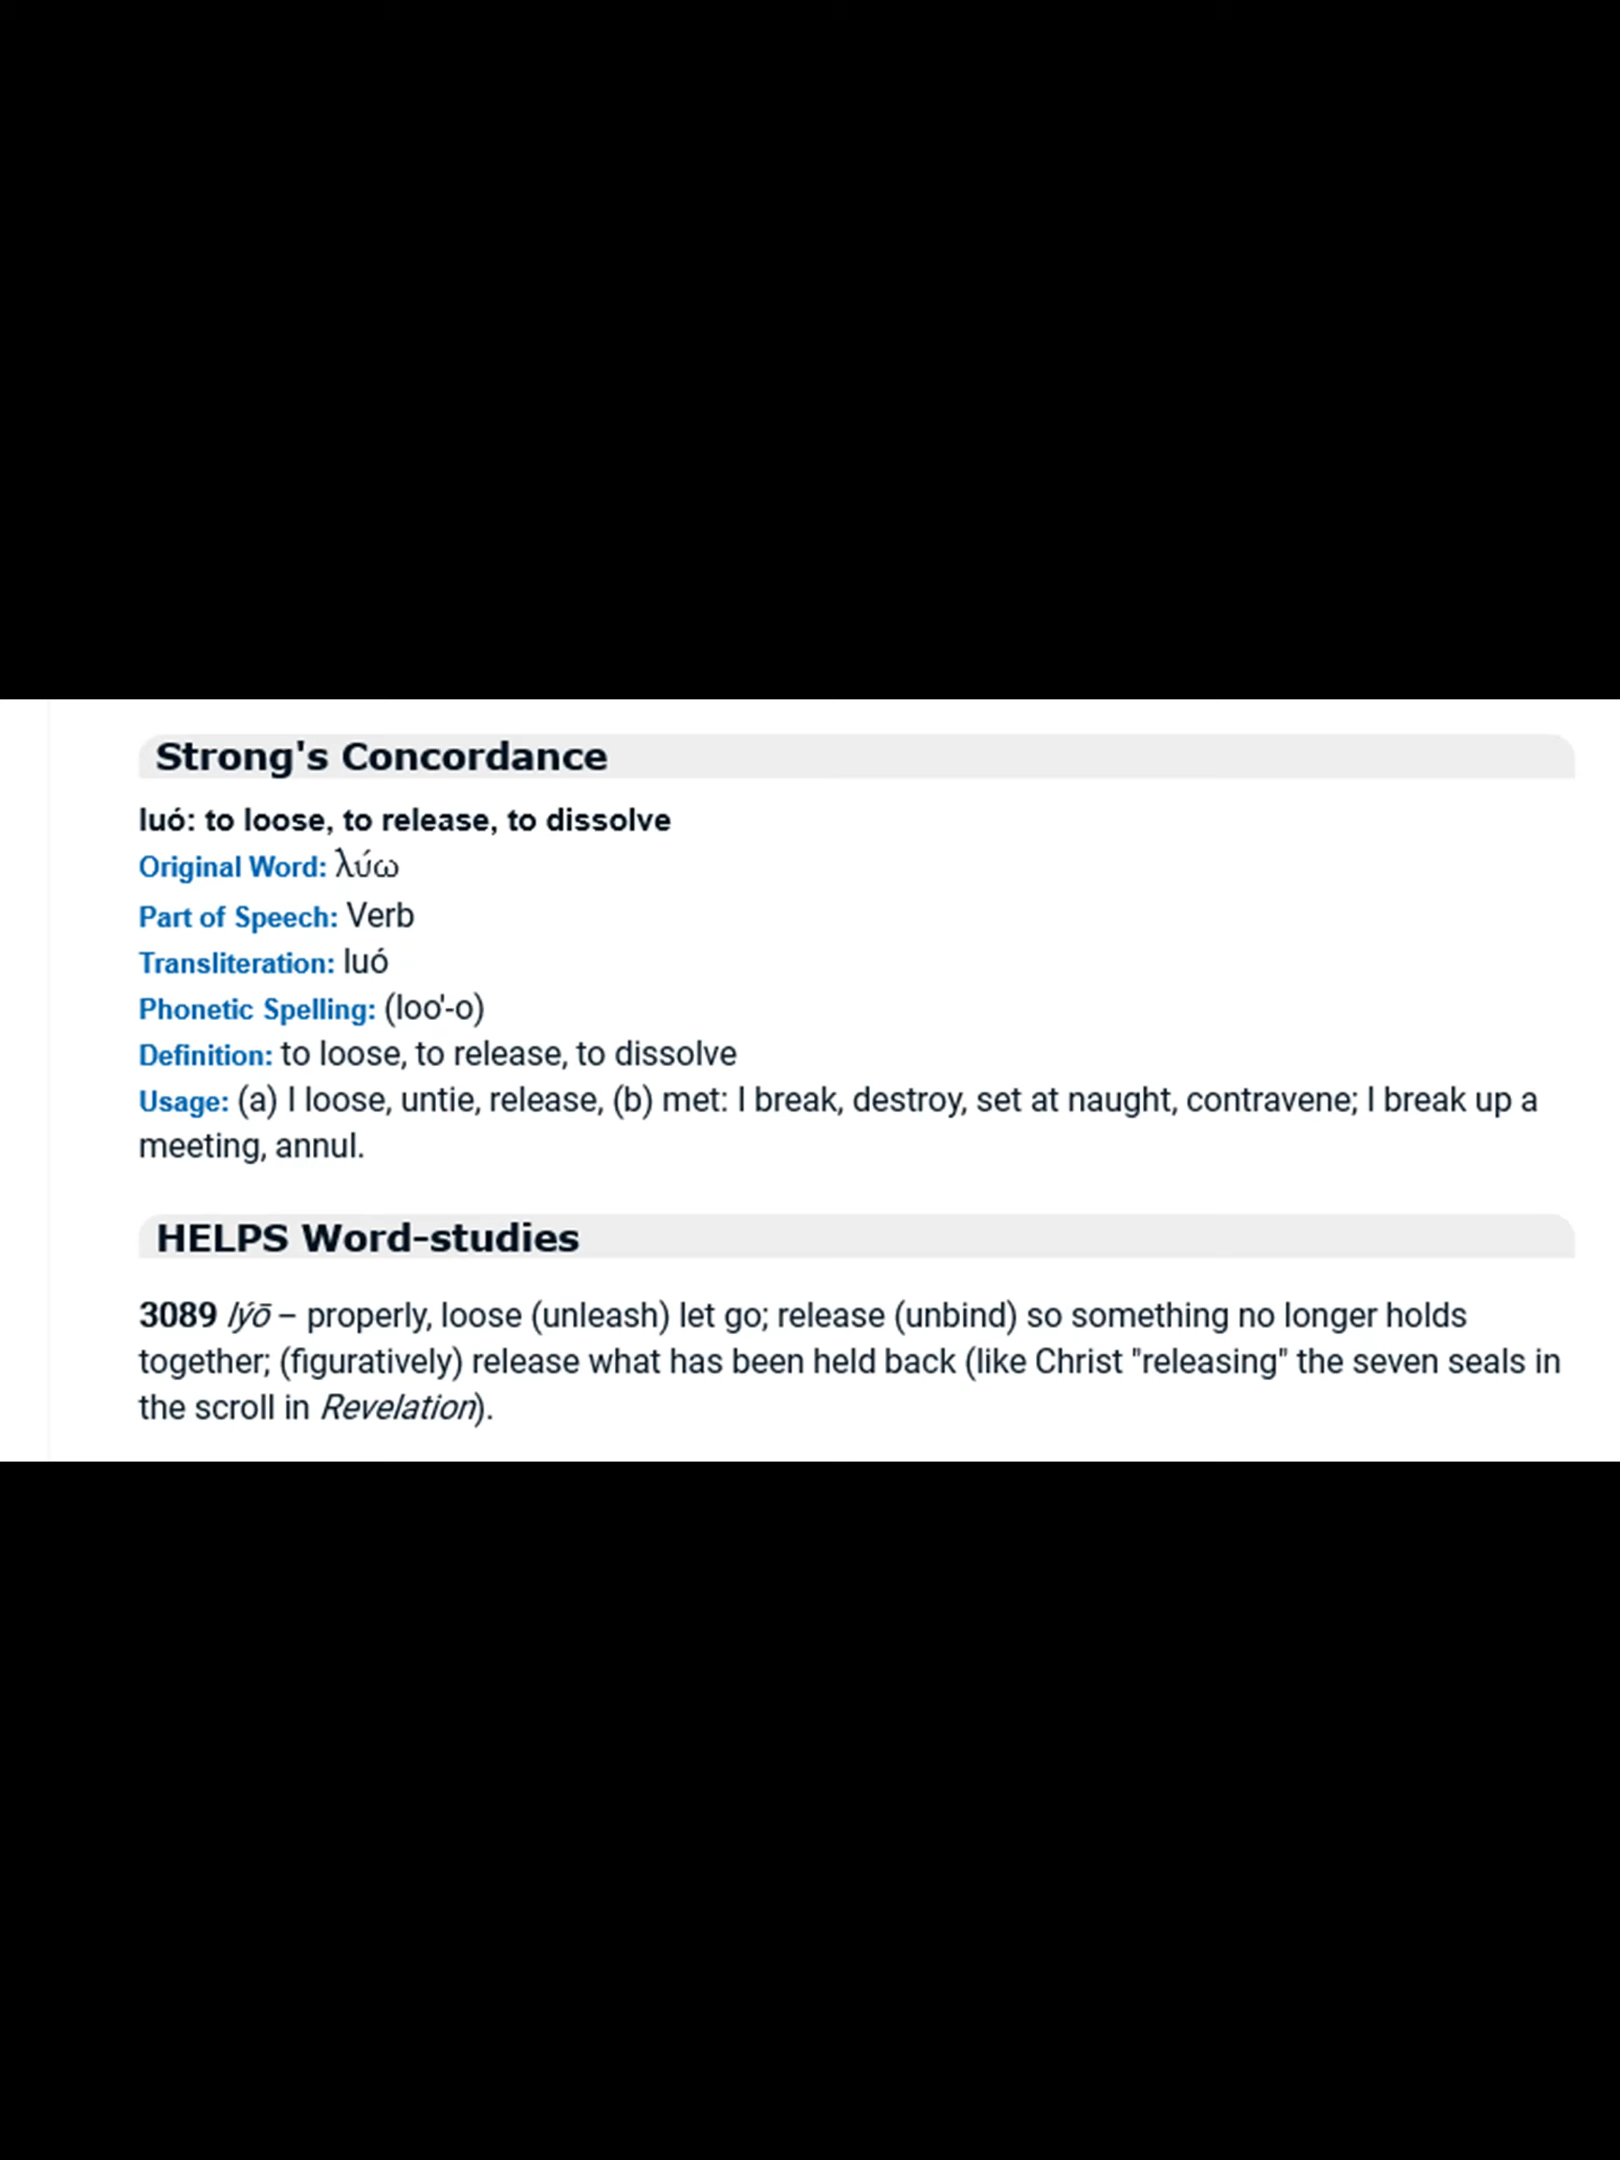 Strong's Concordance
luó: to loose, to release, to dissolve
Original Word: λύω
Part of Speech: Verb
Transliteration: luó
Phonetic Spelling: (loo'-o)
Definition: to loose, to release, to dissolve
Usage: (a) I loose, untie, release, (b) met: I break, destroy, set at naught, contravene; I break up a
meeting, annul.
HELPS Word-studies
3089 lýō – properly, loose (unleash) let go; release (unbind) so something no longer holds
together; (figuratively) release what has been held back (like Christ "releasing" the seven seals in
the scroll in Revelation).